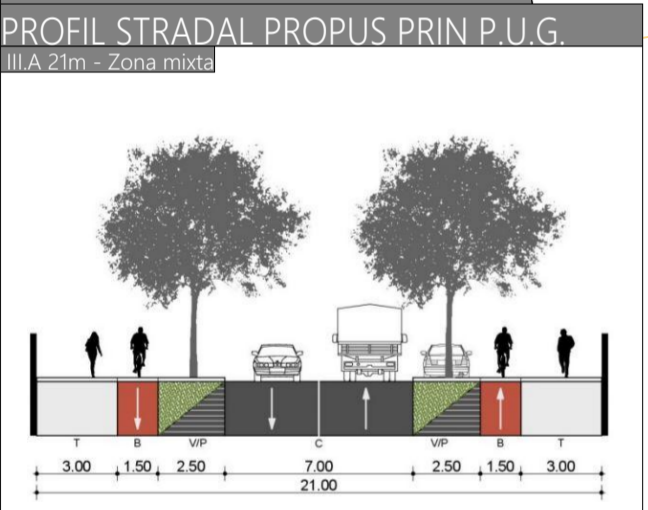 PROFIL STRADAL PROPUS PRIN P.U.G.
III.A 21m - Zona mixta
T B V/P C V/P B T
3.00 1.50 2.50 7.00 2.50 1.50 3.00
21.00